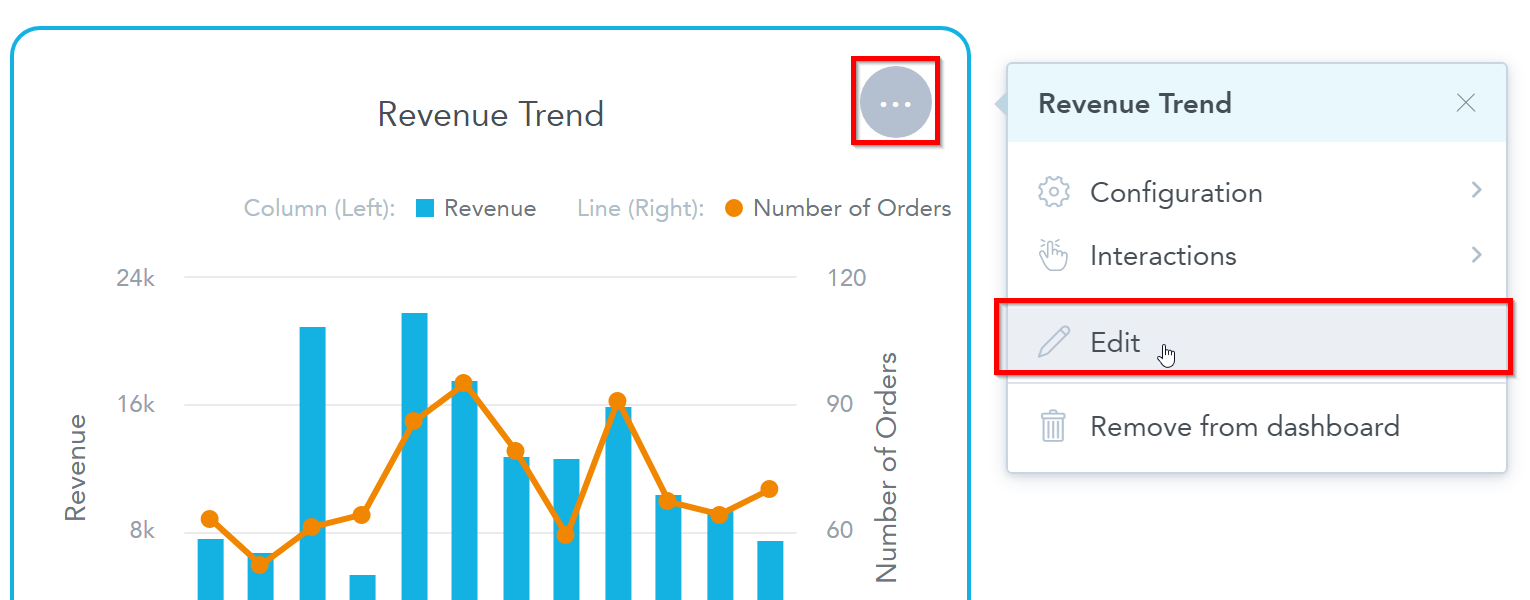 Revenue Trend
...
Column (Left): Revenue Line (Right): Number of Orders
24k
16k
8k
Revenue
120
90
60
Number of Orders
Revenue Trend
Configuration
Interactions
Edit
Remove from dashboard